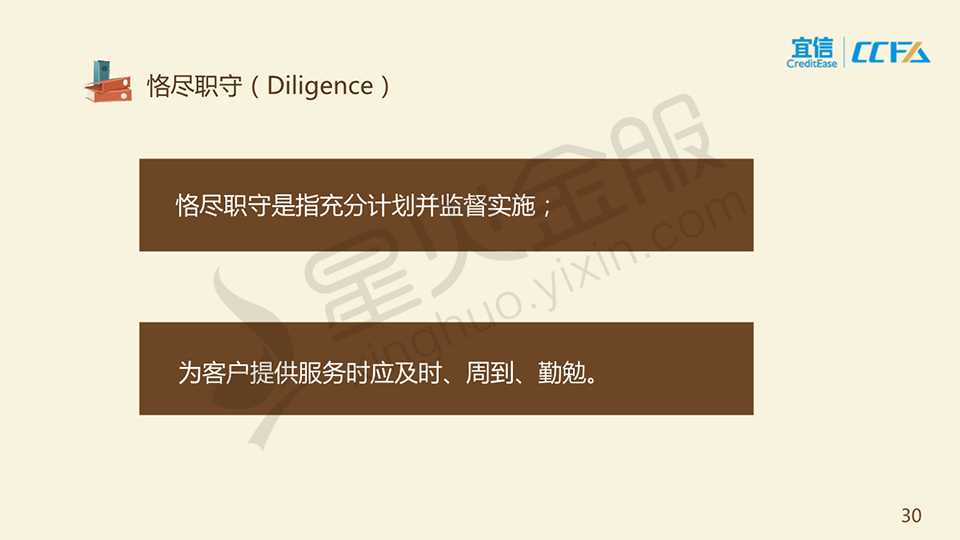 宜信
CreditEase
CCFA
恪尽职守（Diligence）
恪尽职守是指充分计划并监督实施；
为客户提供服务时应及时、周到、勤勉。
星火金服
xinghuo.yixin.com
30